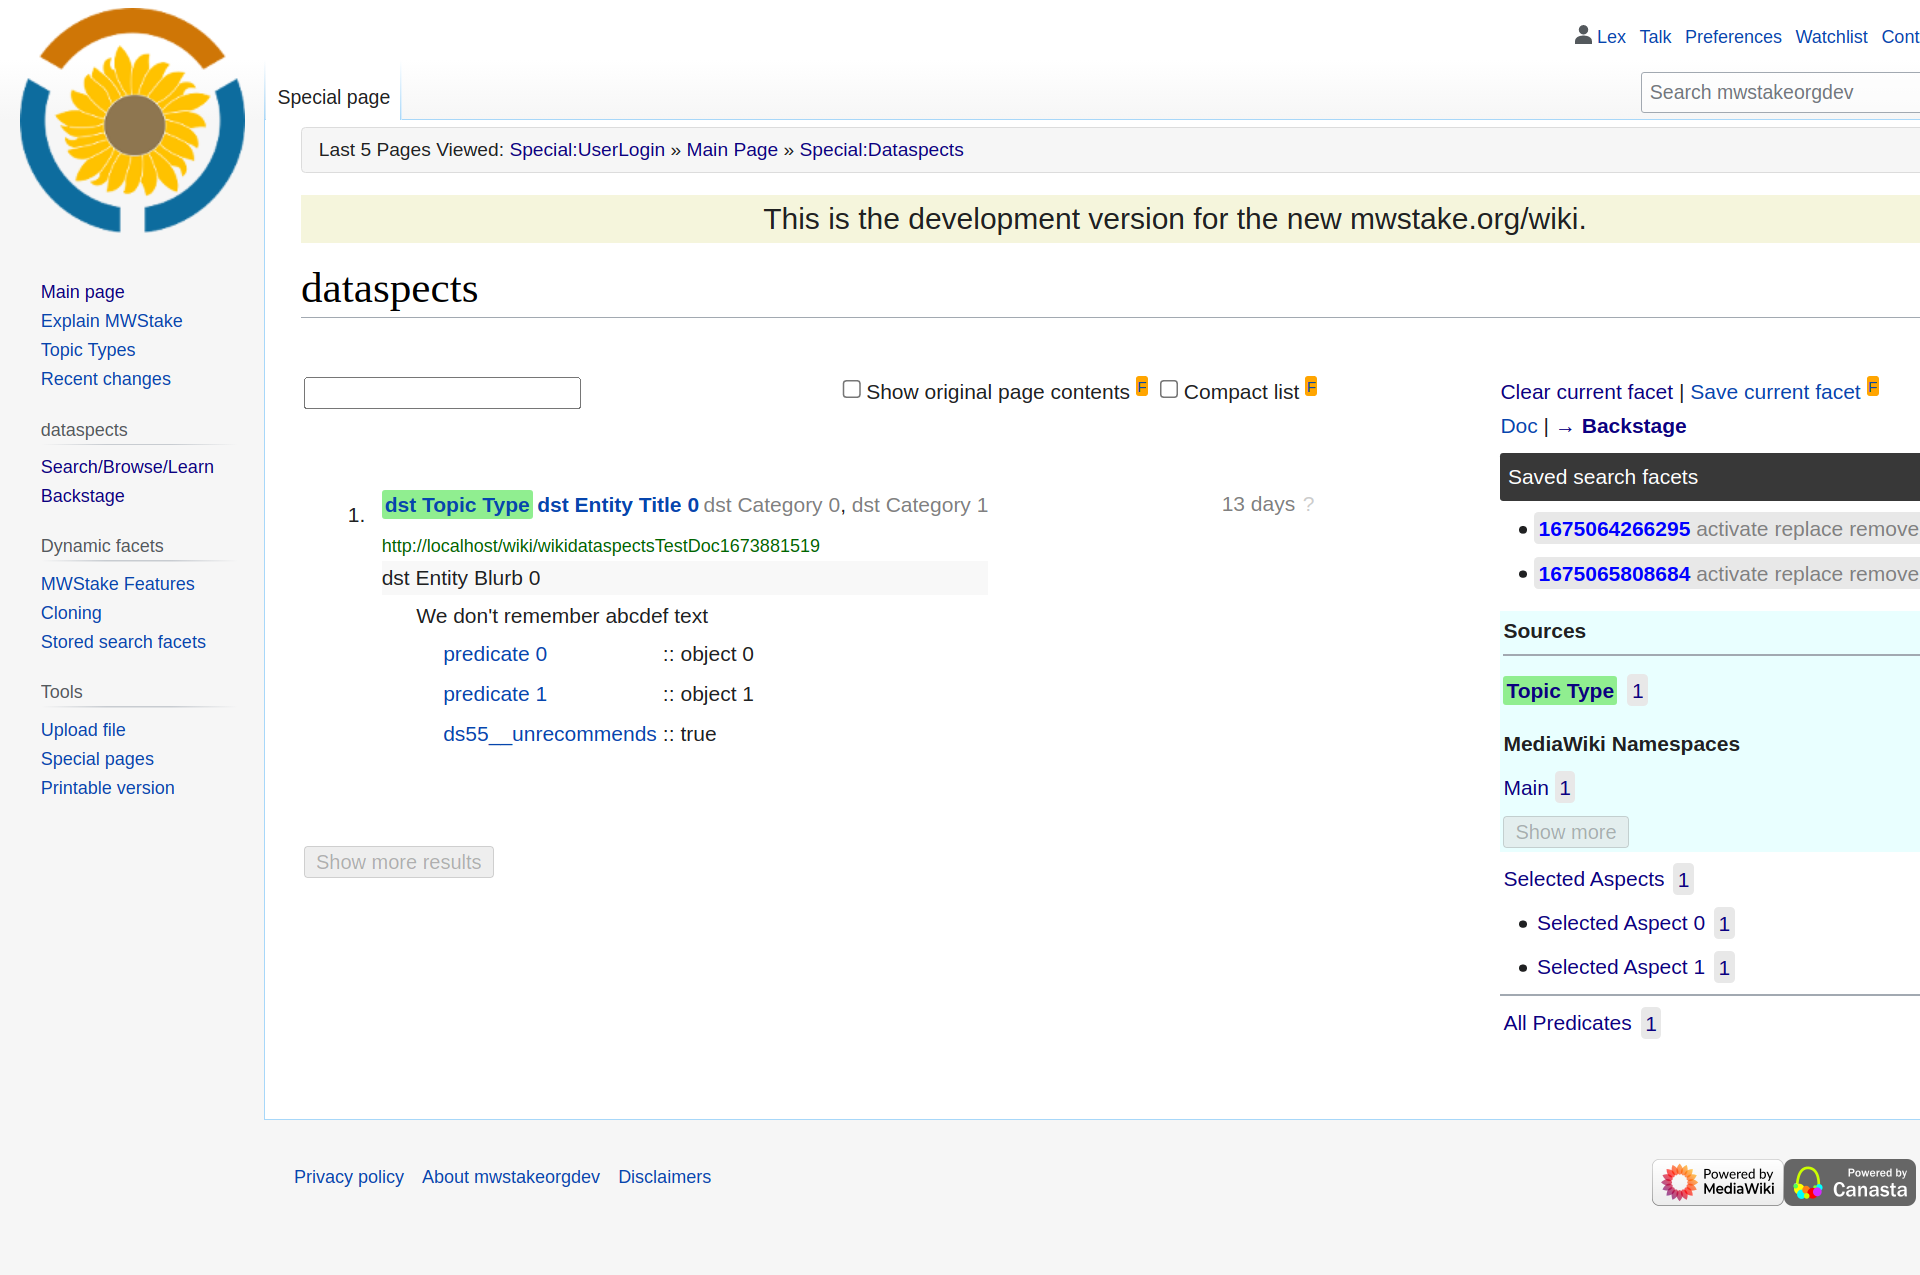 Lex Talk Preferences Watchlist Cont
Special page
Search mwstakeorgdev
Last 5 Pages Viewed: Special:UserLogin » Main Page » Special:Dataspects
This is the development version for the new mwstake.org/wiki.
dataspects
Main page
Explain MWStake
Topic Types
Recent changes
dataspects
Search/Browse/Learn
Backstage
Dynamic facets
MWStake Features
Cloning
Stored search facets
Tools
Upload file
Special pages
Printable version
Show original page contents F Compact list F
1. dst Topic Type dst Entity Title 0 dst Category 0, dst Category 1 13 days ?
http://localhost/wiki/wikidataspectsTestDoc1673881519
dst Entity Blurb 0
We don't remember abcdef text
predicate 0 :: object 0
predicate 1 :: object 1
ds55__unrecommends :: true
Show more results
Clear current facet | Save current facet F
Doc | → Backstage
Saved search facets
• 1675064266295 activate replace remove
• 1675065808684 activate replace remove
Sources
Topic Type 1
MediaWiki Namespaces
Main 1
Show more
Selected Aspects 1
• Selected Aspect 0 1
• Selected Aspect 1 1
All Predicates 1
Privacy policy About mwstakeorgdev Disclaimers
Powered by
MediaWiki
Powered by
Canasta